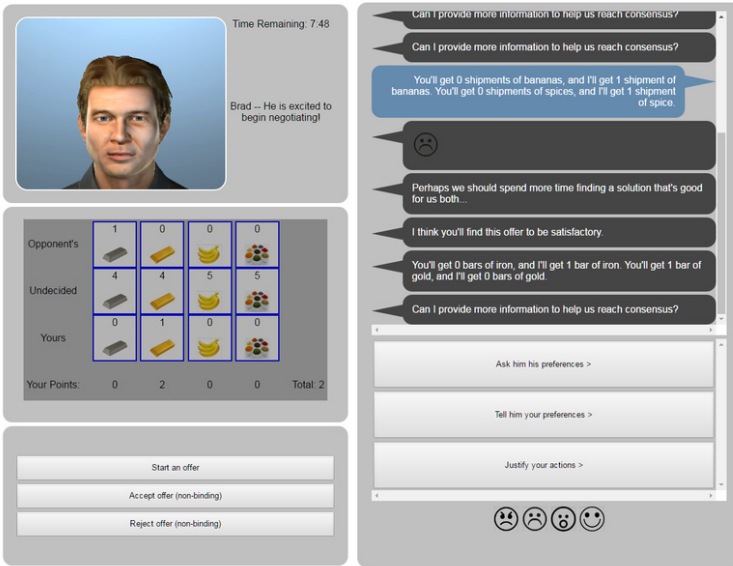 Time Remaining: 7:48
Brad -- He is excited to
begin negotiating!
1 0 0 0
Opponent's
4 4 5 5
Undecided
0 1 0 0
Yours
Your Points: 0 2 0 0 Total: 2
Start an offer
Accept offer (non-binding)
Reject offer (non-binding)
Can I provide more information to help us reach consensus?
Can I provide more information to help us reach consensus?
You'll get 0 shipments of bananas, and I'll get 1 shipment of
bananas. You'll get 0 shipments of spices, and I'll get 1 shipment
of spice.
Perhaps we should spend more time finding a solution that's good
for us both...
I think you'll find this offer to be satisfactory.
You'll get 0 bars of iron, and I'll get 1 bar of iron. You'll get 1 bar of
gold, and I'll get 0 bars of gold.
Can I provide more information to help us reach consensus?
Ask him his preferences >
Tell him your preferences >
Justify your actions >